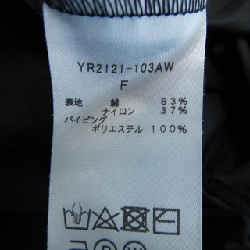 YR2121-103AW
F
表地 綿 63%
ナイロン 37%
パイピング
ポリエステル 100%